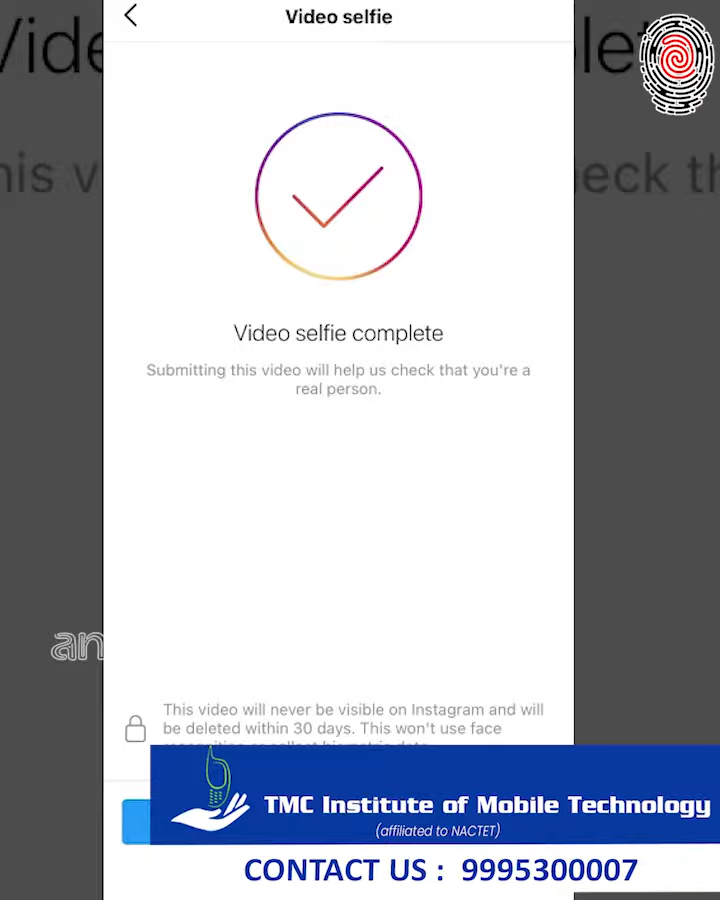 Video selfie
Video selfie complete
Submitting this video will help us check that you're a
real person.
This video will never be visible on Instagram and will
be deleted within 30 days. This won't use face
TMC Institute of Mobile Technology
(affiliated to NACTET)
CONTACT US : 9995300007